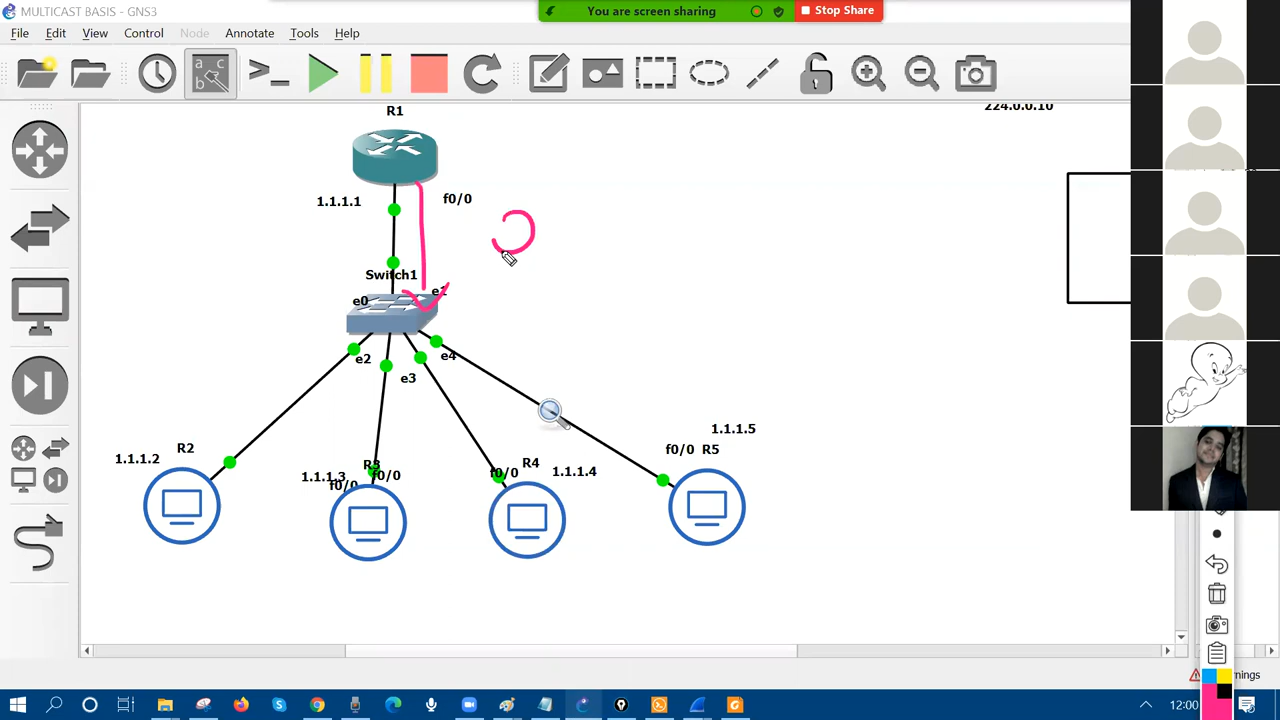 MULTICAST BASIS - GNS3
You are screen sharing
Stop Share
File Edit View Control Node Annotate Tools Help
a c
b
>_
R1
224.0.0.10
1.1.1.1
f0/0
Switch1
e0
e1
e2
e4
e3
1.1.1.5
R2
1.1.1.2
f0/0 R5
R3
R4
1.1.1.3
f0/0
f0/0
f0/0
1.1.1.4
12:00